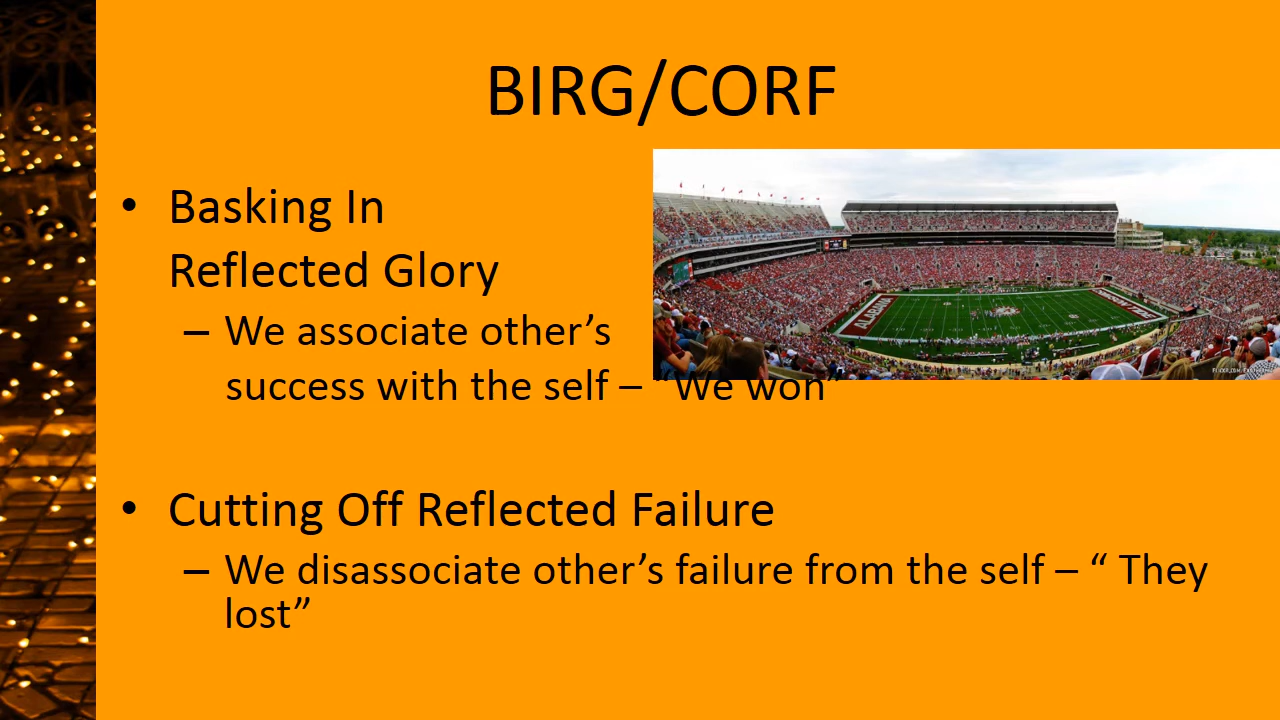 BIRG/CORF
• Basking In
Reflected Glory
– We associate other’s
success with the self – “We won”
• Cutting Off Reflected Failure
– We disassociate other’s failure from the self – “ They
lost”
ALABAMA